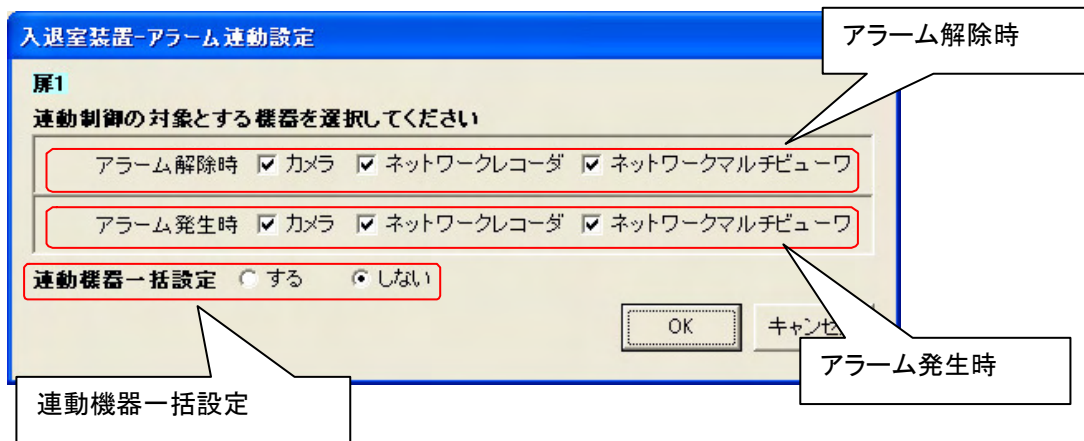 入退室装置-アラーム連動設定
アラーム解除時
扉1
連動制御の対象とする機器を選択してください
アラーム解除時 カメラ ネットワークレコーダ ネットワークマルチビューワ
アラーム発生時 カメラ ネットワークレコーダ ネットワークマルチビューワ
連動機器一括設定 する しない
OK キャンセ
アラーム発生時
連動機器一括設定